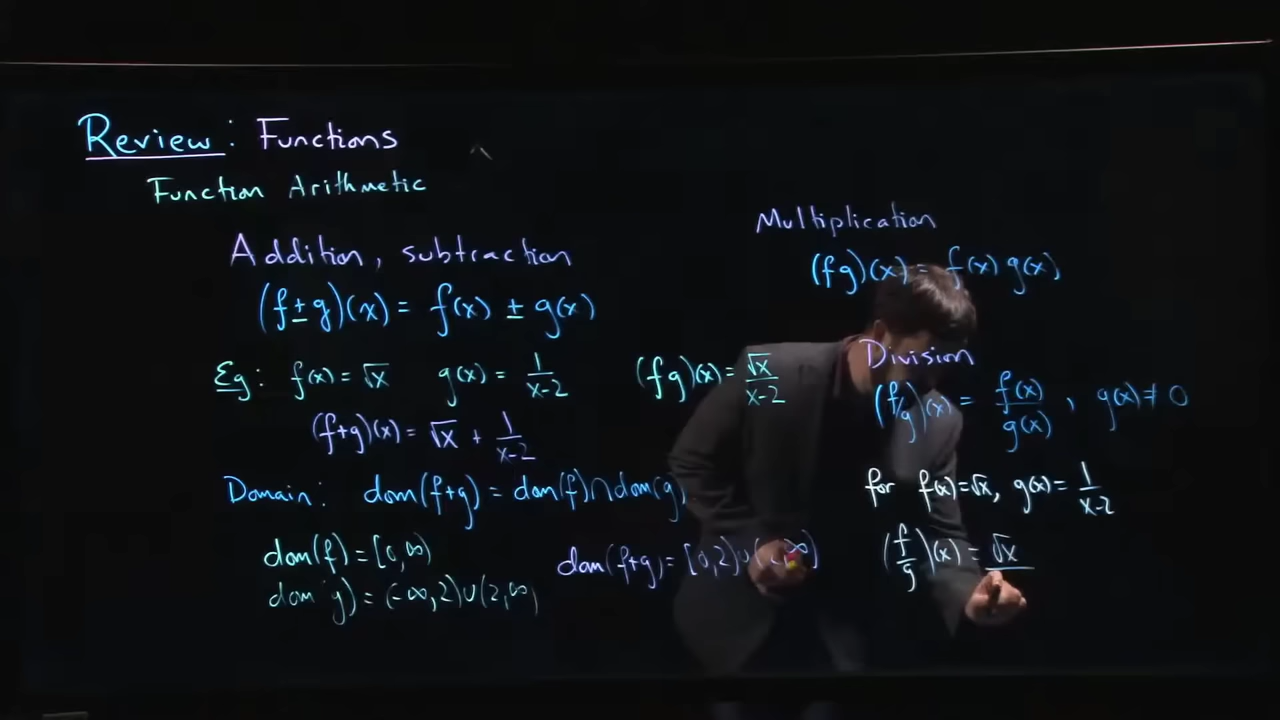 Review: Functions
Function Arithmetic
Addition, subtraction
(f±g)(x) = f(x) ± g(x)
Eg: f(x) = √x g(x) = 1/(x-2) (fg)(x) = √x/(x-2)
(f+g)(x) = √x + 1/(x-2)
Domain: dom(f+g) = dom(f)∩dom(g)
dom(f) = [0,∞)
dom(g) = (-∞,2)∪(2,∞)
dom(f+g) = [0,2)∪( ∞)
Multiplication
(fg)(x) = f(x) g(x)
Division
(f/g)(x) = f(x)/g(x), g(x) ≠ 0
for f(x)=√x, g(x) = 1/(x-2)
(f/g)(x) = √x